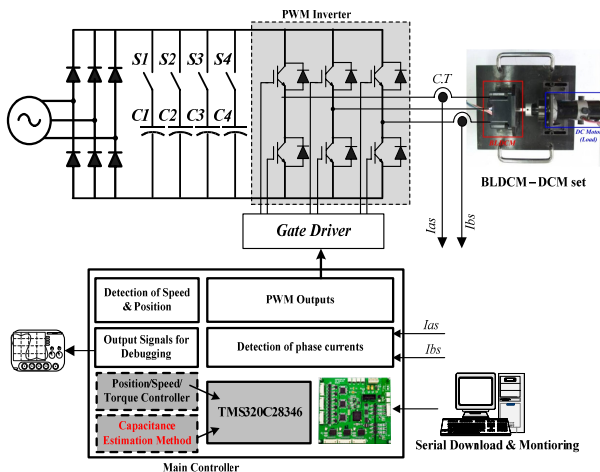 PWM Inverter
S1 S2 S3 S4
C1 C2 C3 C4
C.T
BLDCM
DC Motor
(Load)
BLDCM – DCM set
Ias
Ibs
Gate Driver
Detection of Speed
& Position
PWM Outputs
Output Signals for
Debugging
Detection of phase currents
Ias
Ibs
Position/Speed/
Torque Controller
Capacitance
Estimation Method
TMS320C28346
Serial Download & Montioring
Main Controller